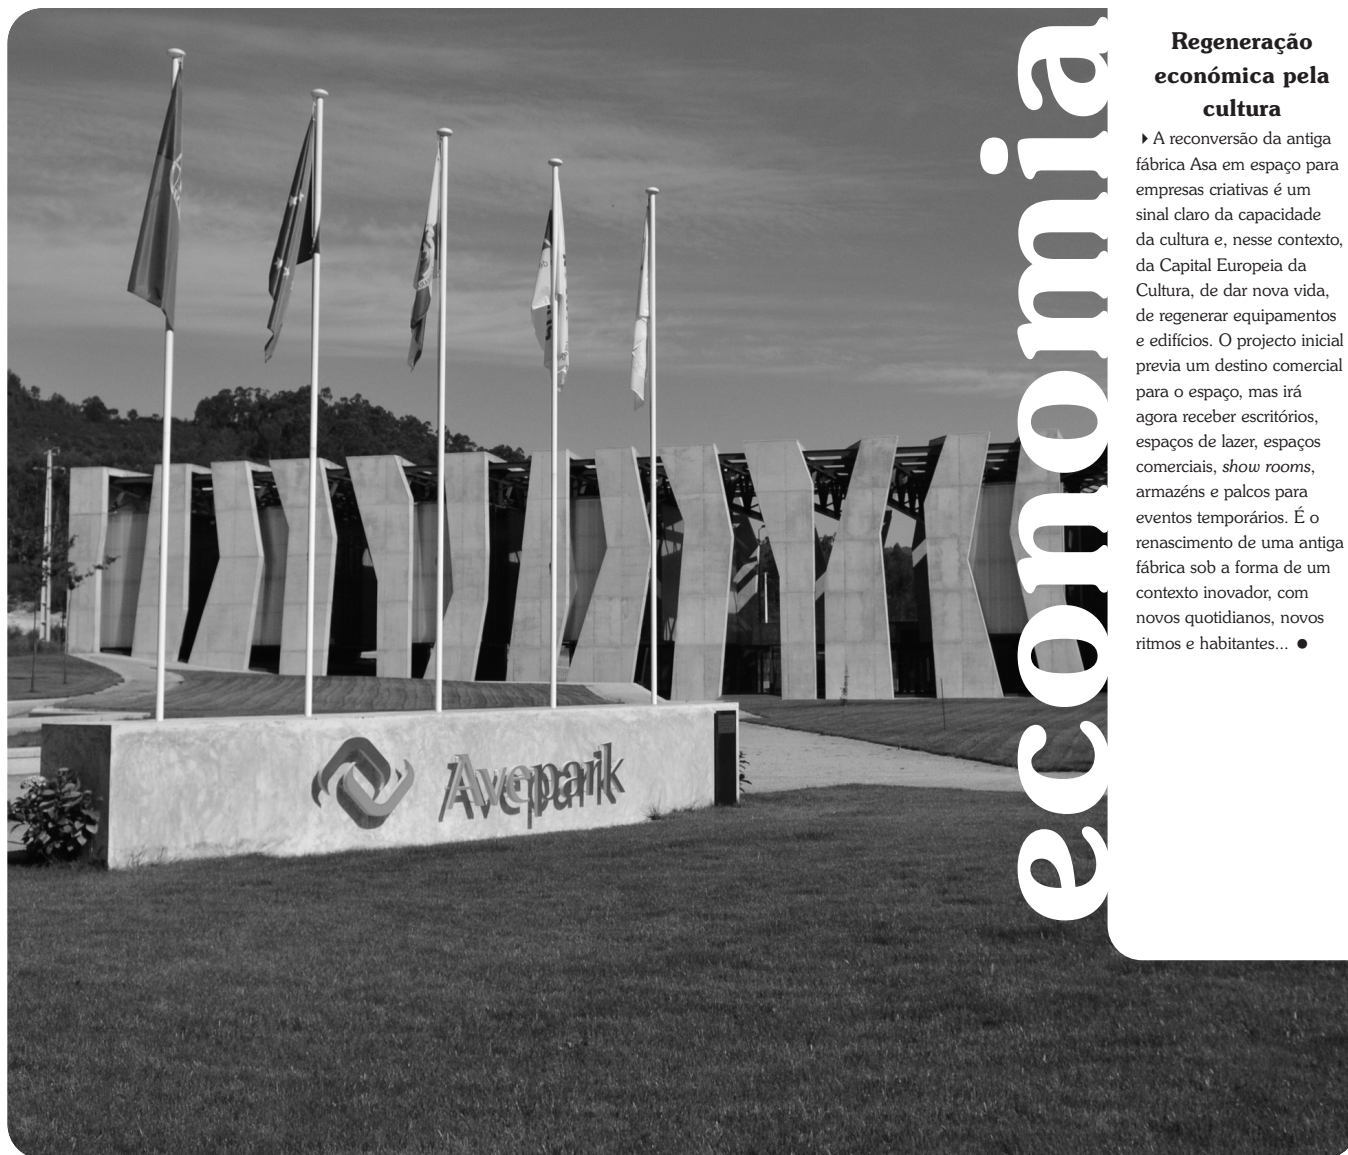 economia
Regeneração
económica pela
cultura
A reconversão da antiga
fábrica Asa em espaço para
empresas criativas é um
sinal claro da capacidade
da cultura e, nesse contexto,
da Capital Europeia da
Cultura, de dar nova vida,
de regenerar equipamentos
e edifícios. O projecto inicial
previa um destino comercial
para o espaço, mas irá
agora receber escritórios,
espaços de lazer, espaços
comerciais, show rooms,
armazéns e palcos para
eventos temporários. É o
renascimento de uma antiga
fábrica sob a forma de um
contexto inovador, com
novos quotidianos, novos
ritmos e habitantes... ●
Avepark